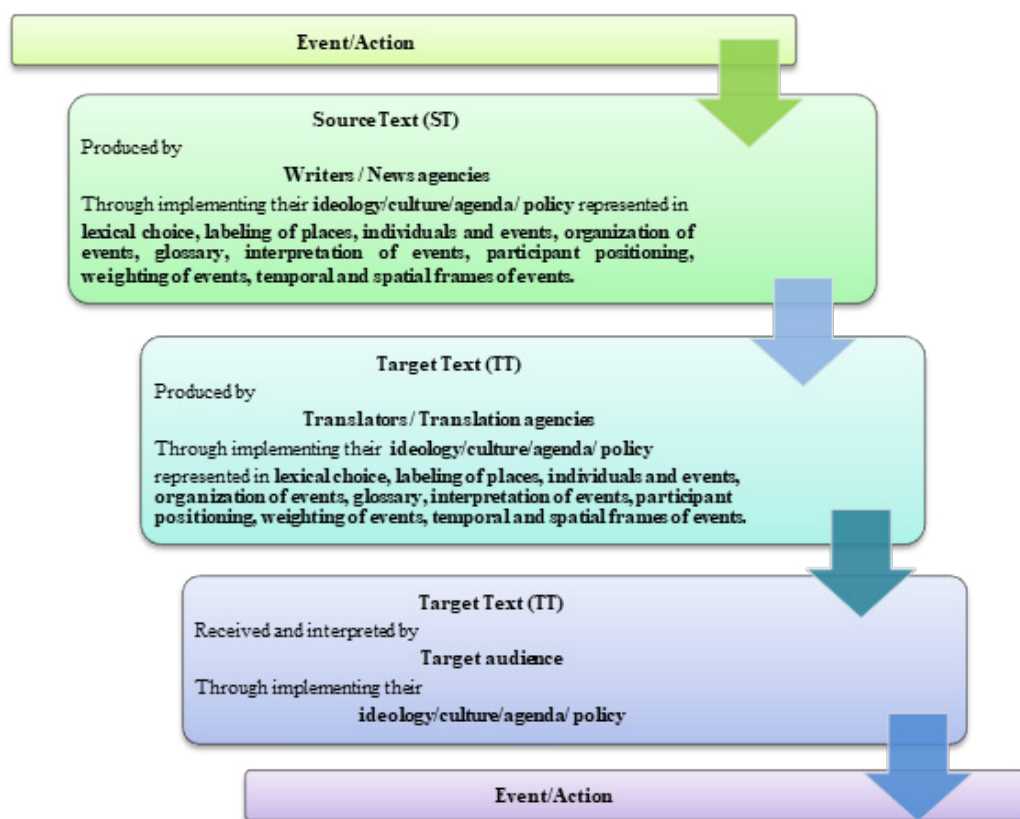 Event/Action
Source Text (ST)
Produced by
Writers / News agencies
Through implementing their ideology/culture/agenda/ policy represented in
lexical choice, labeling of places, individuals and events, organization of
events, glossary, interpretation of events, participant positioning,
weighting of events, temporal and spatial frames of events.
Target Text (TT)
Produced by
Translators / Translation agencies
Through implementing their ideology/culture/agenda/ policy
represented in lexical choice, labeling of places, individuals and events,
organization of events, glossary, interpretation of events, participant
positioning, weighting of events, temporal and spatial frames of events.
Target Text (TT)
Received and interpreted by
Target audience
Through implementing their
ideology/culture/agenda/ policy
Event/Action